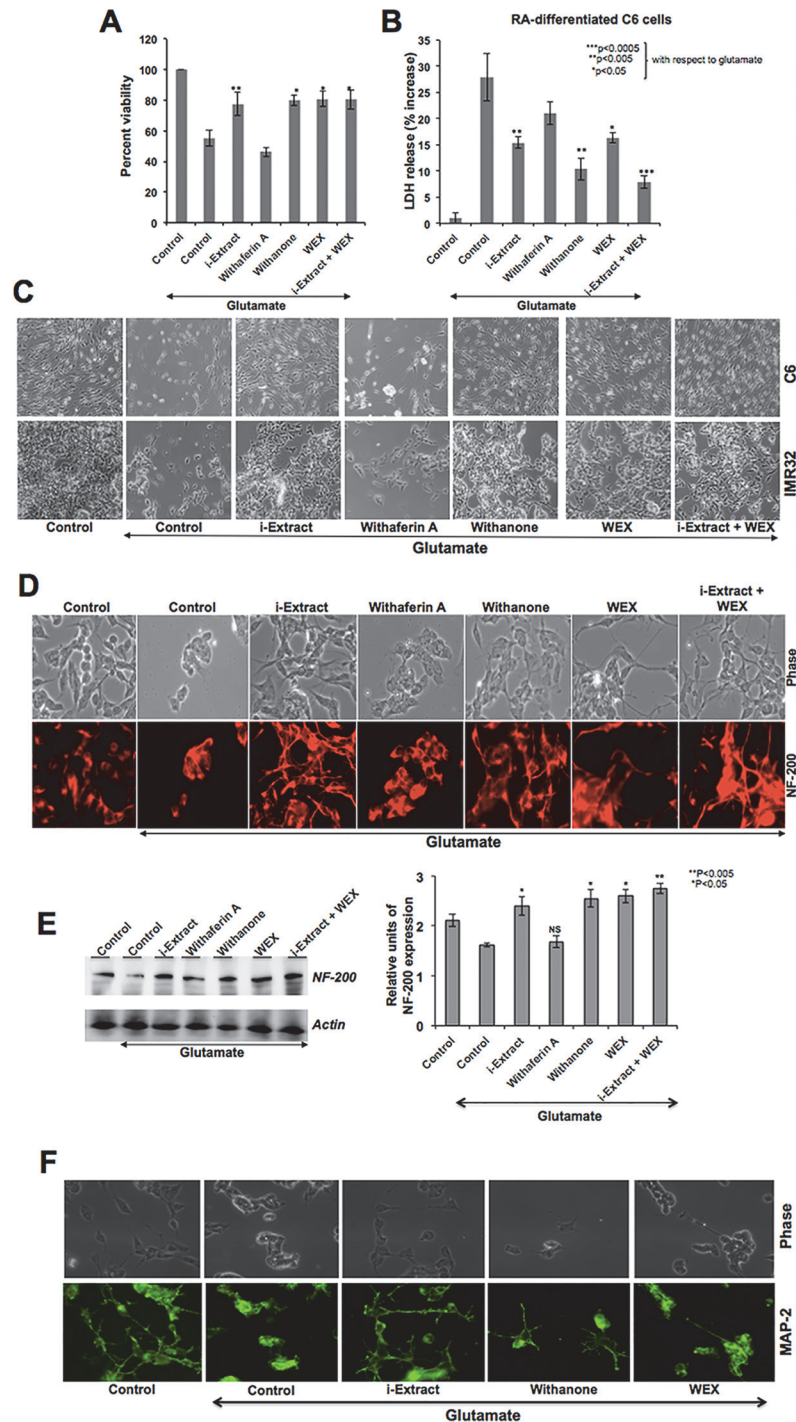 A
Percent viability
120
100
80
60
40
20
0
**
*
*
*
Control
Control
i-Extract
Withaferin A
Withanone
WEX
i-Extract + WEX
Glutamate
B
RA-differentiated C6 cells
LDH release (% increase)
35
30
25
20
15
10
5
0
***p<0.0005
**p<0.005
*p<0.05
with respect to glutamate
**
**
*
***
Control
Control
i-Extract
Withaferin A
Withanone
WEX
i-Extract + WEX
Glutamate
C
C6
IMR32
Control
Control
i-Extract
Withaferin A
Withanone
WEX
i-Extract + WEX
Glutamate
D
Control
Control
i-Extract
Withaferin A
Withanone
WEX
i-Extract +
WEX
Phase
NF-200
Glutamate
E
Control
Control
i-Extract
Withaferin A
Withanone
WEX
i-Extract + WEX
NF-200
Actin
Glutamate
Relative units of
NF-200 expression
3
2
1
0
**P<0.005
*P<0.05
*
NS
*
*
**
Control
Control
i-Extract
Withaferin A
Withanone
WEX
i-Extract + WEX
Glutamate
F
Phase
MAP-2
Control
Control
i-Extract
Withanone
WEX
Glutamate